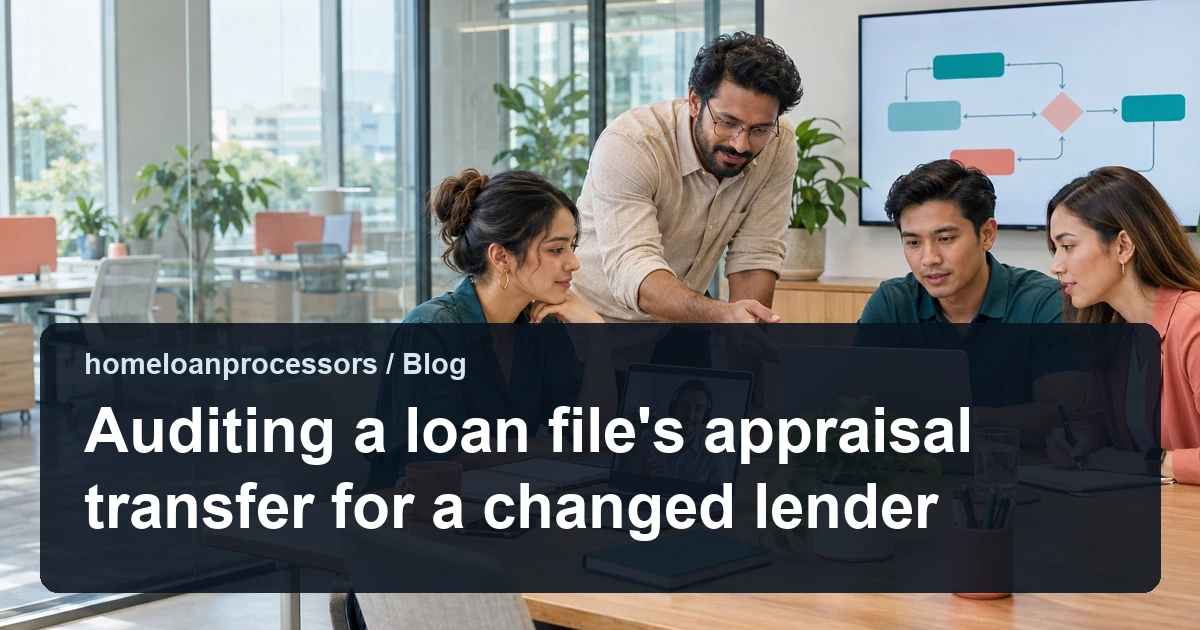 homeloanprocessors / Blog
Auditing a loan file's appraisal
transfer for a changed lender